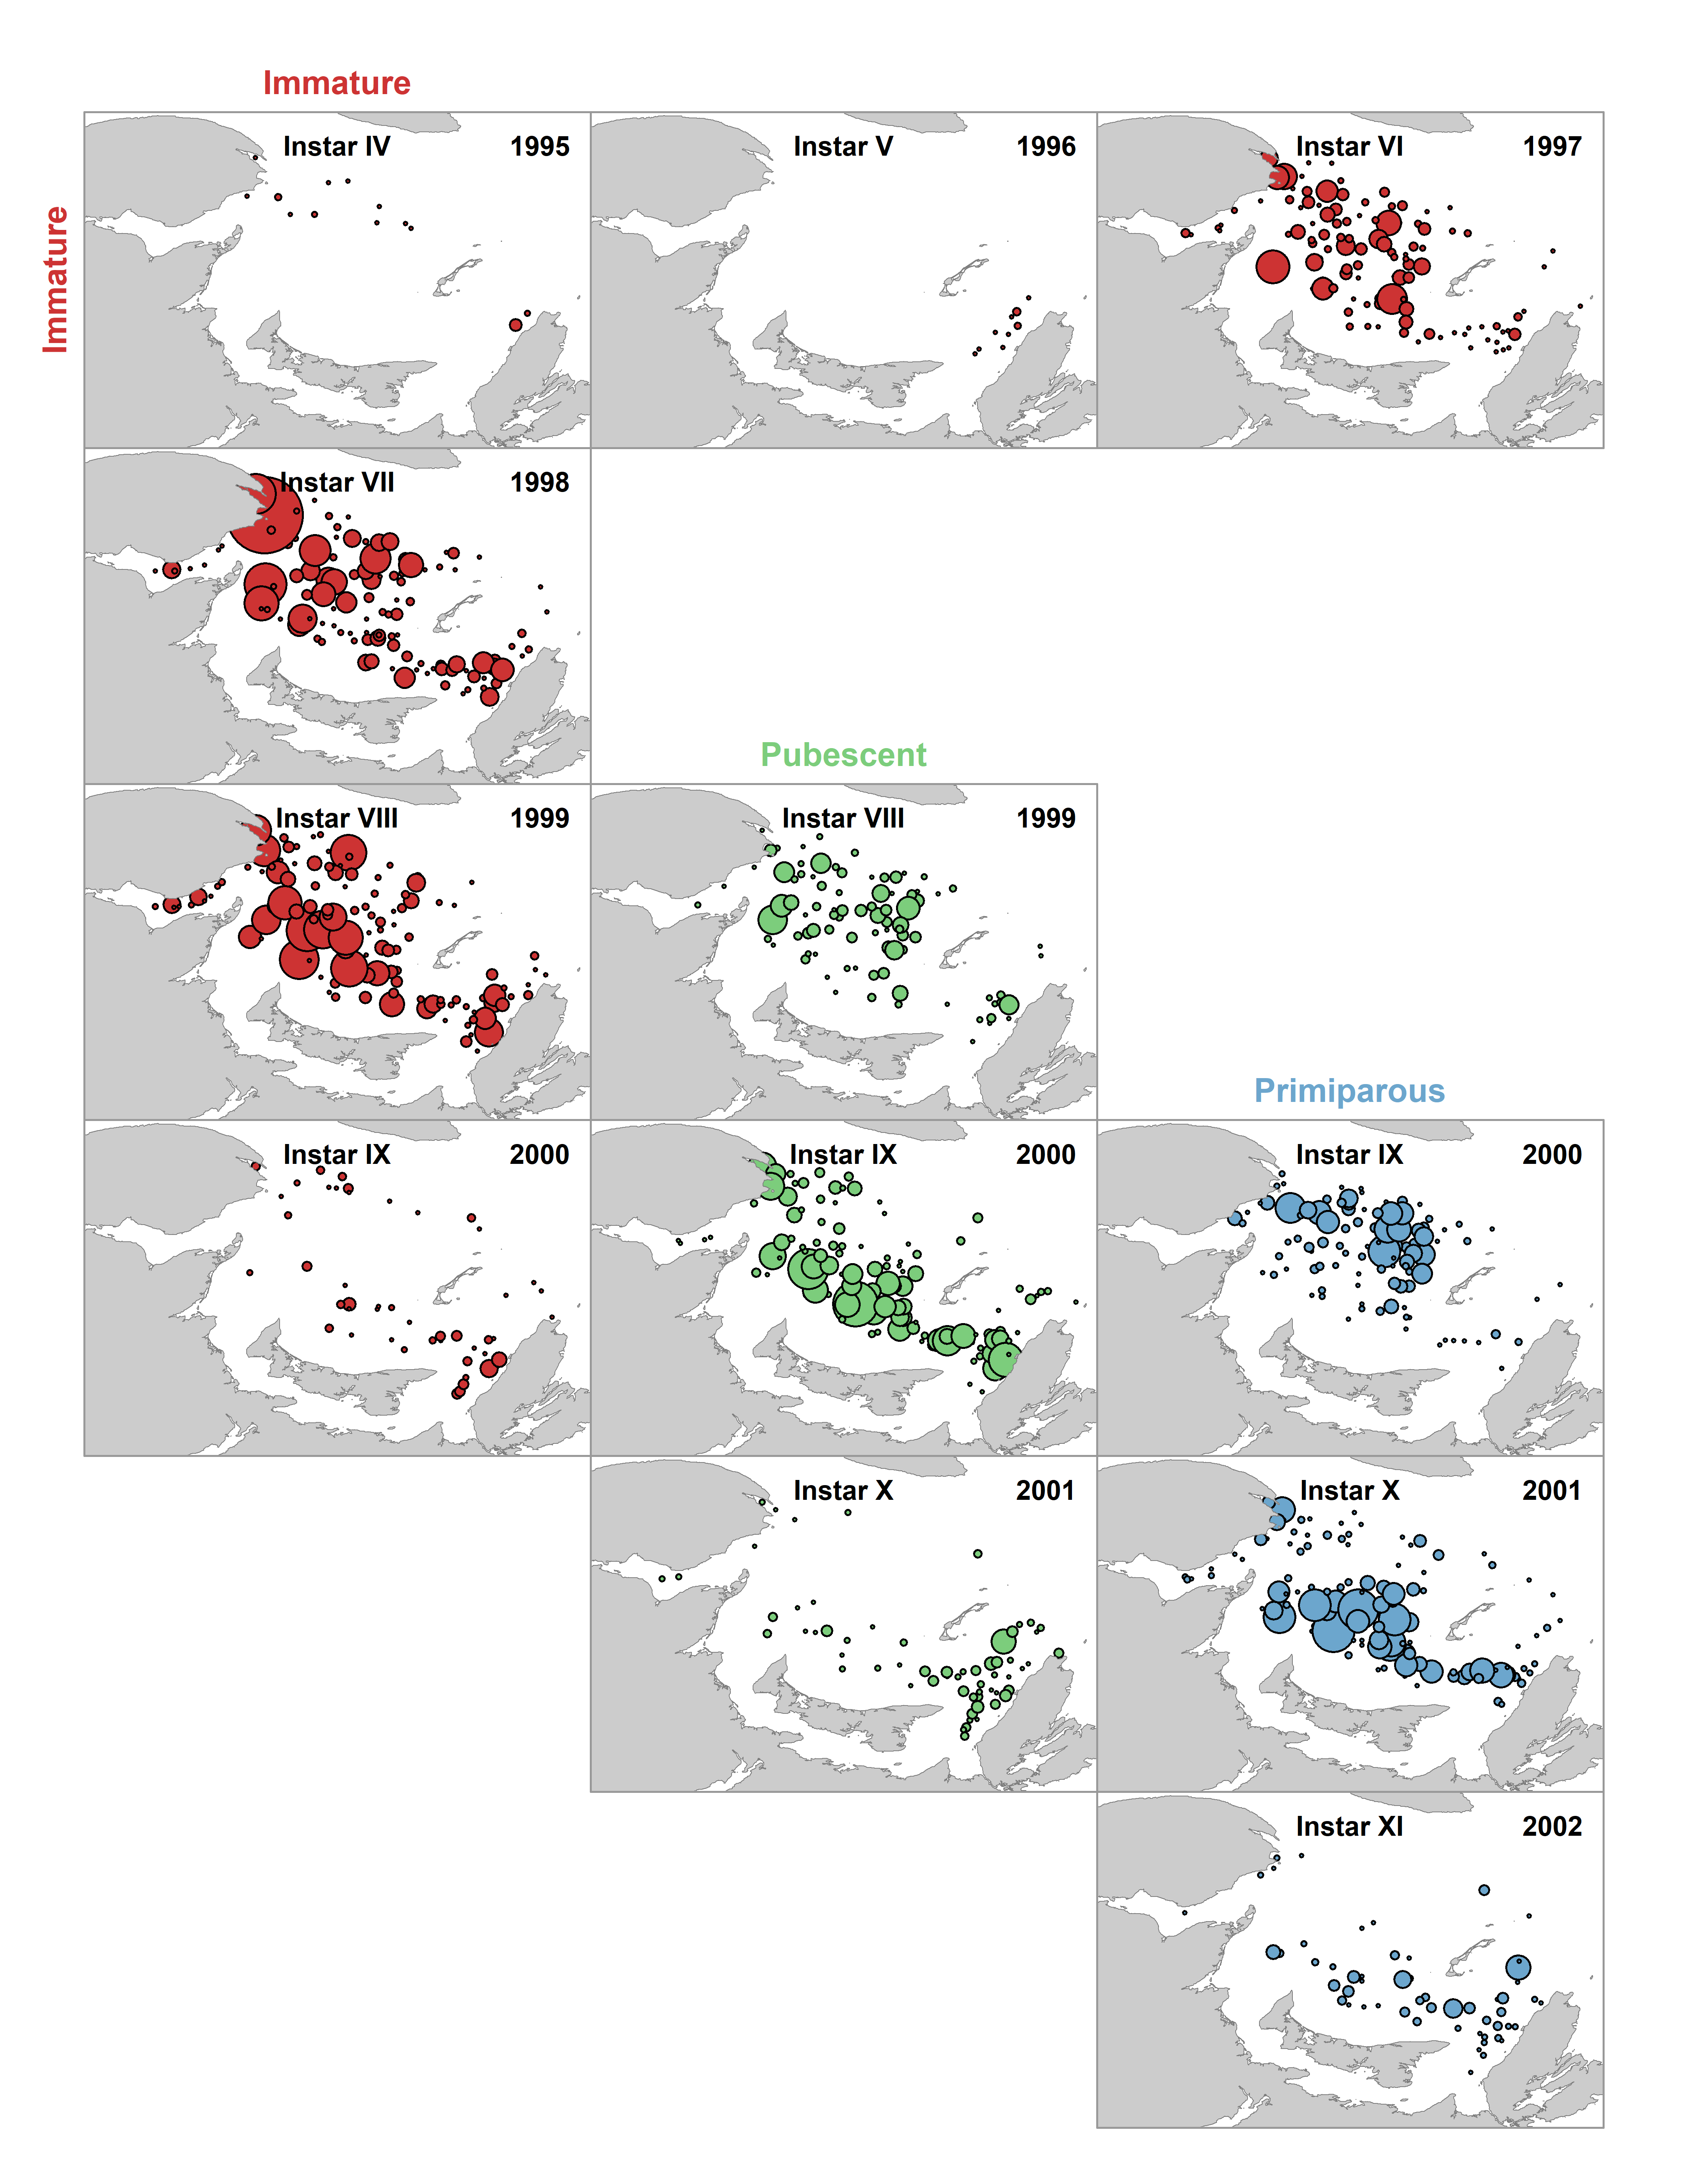 Immature
Immature
Instar IV 1995
Instar V 1996
Instar VI 1997
Instar VII 1998
Pubescent
Instar VIII 1999
Instar VIII 1999
Primiparous
Instar IX 2000
Instar IX 2000
Instar IX 2000
Instar X 2001
Instar X 2001
Instar XI 2002